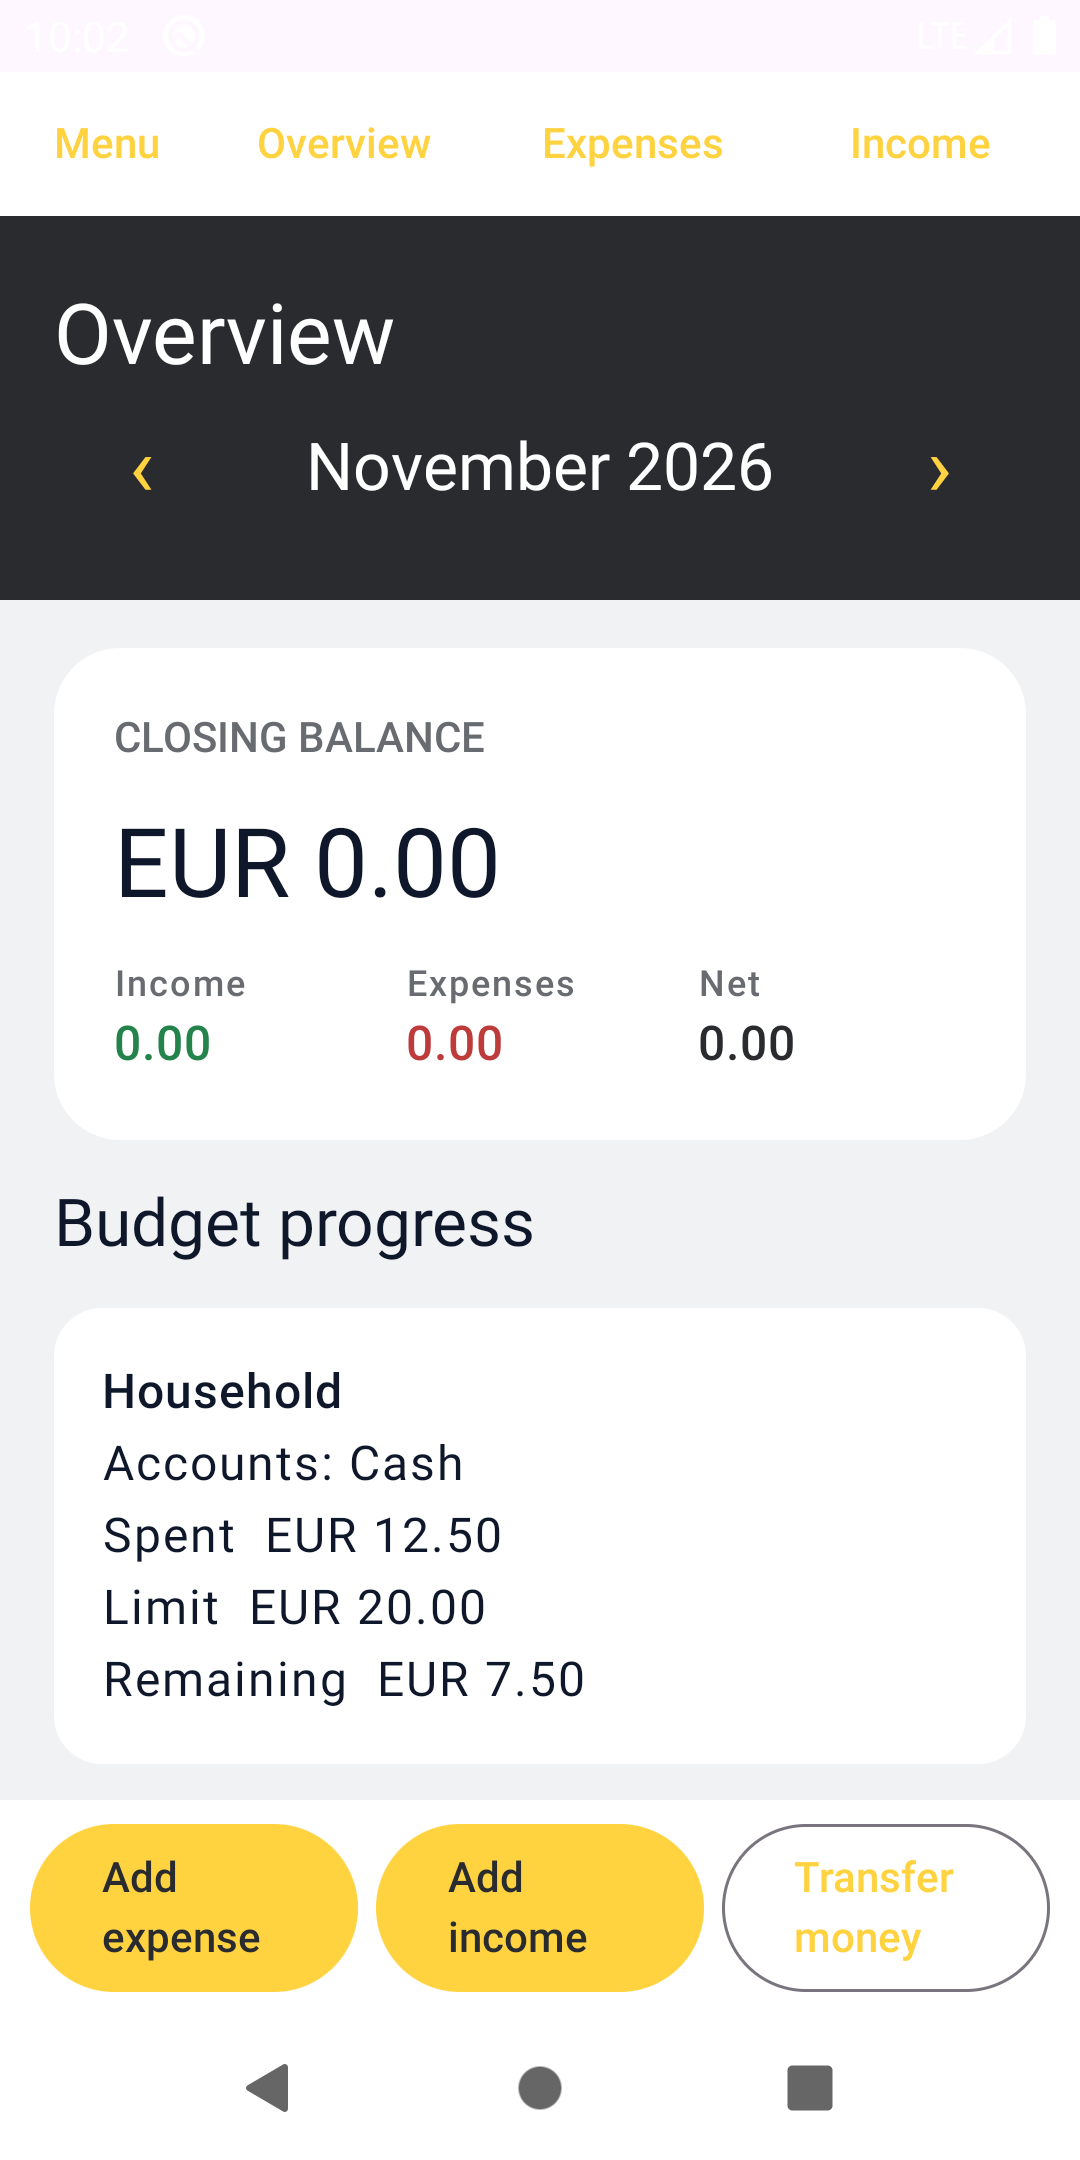 10:02 LTE
Menu Overview Expenses Income
Overview
‹ November 2026 ›
CLOSING BALANCE
EUR 0.00
Income Expenses Net
0.00 0.00 0.00
Budget progress
Household
Accounts: Cash
Spent EUR 12.50
Limit EUR 20.00
Remaining EUR 7.50
Add expense
Add income
Transfer money